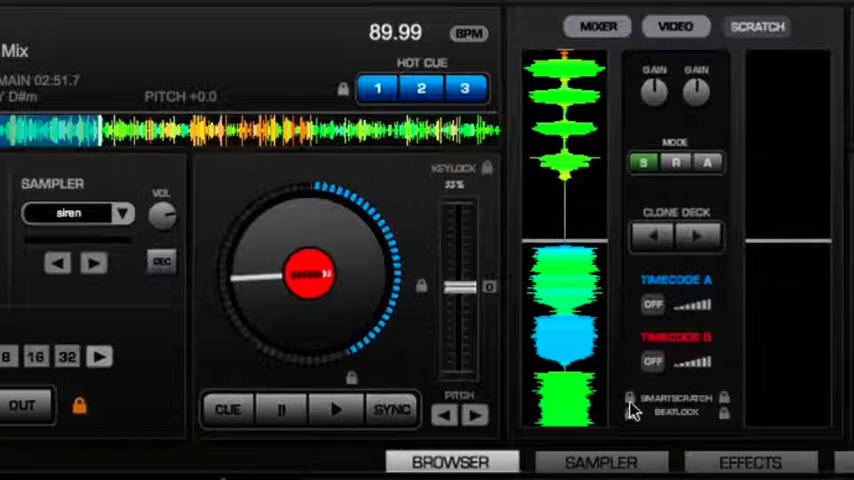 Mix
89.99 BPM
HOT CUE
1 2 3
MAIN 02:51.7
Y D#m PITCH +0.0
SAMPLER
siren
VOL
REC
8 16 32
OUT
KEYLOCK
33%
0
CUE
SYNC
PITCH
MIXER VIDEO SCRATCH
GAIN GAIN
MODE
S R A
CLONE DECK
TIMECODE A
OFF
TIMECODE B
OFF
SMARTSCRATCH
BEATLOCK
BROWSER SAMPLER EFFECTS